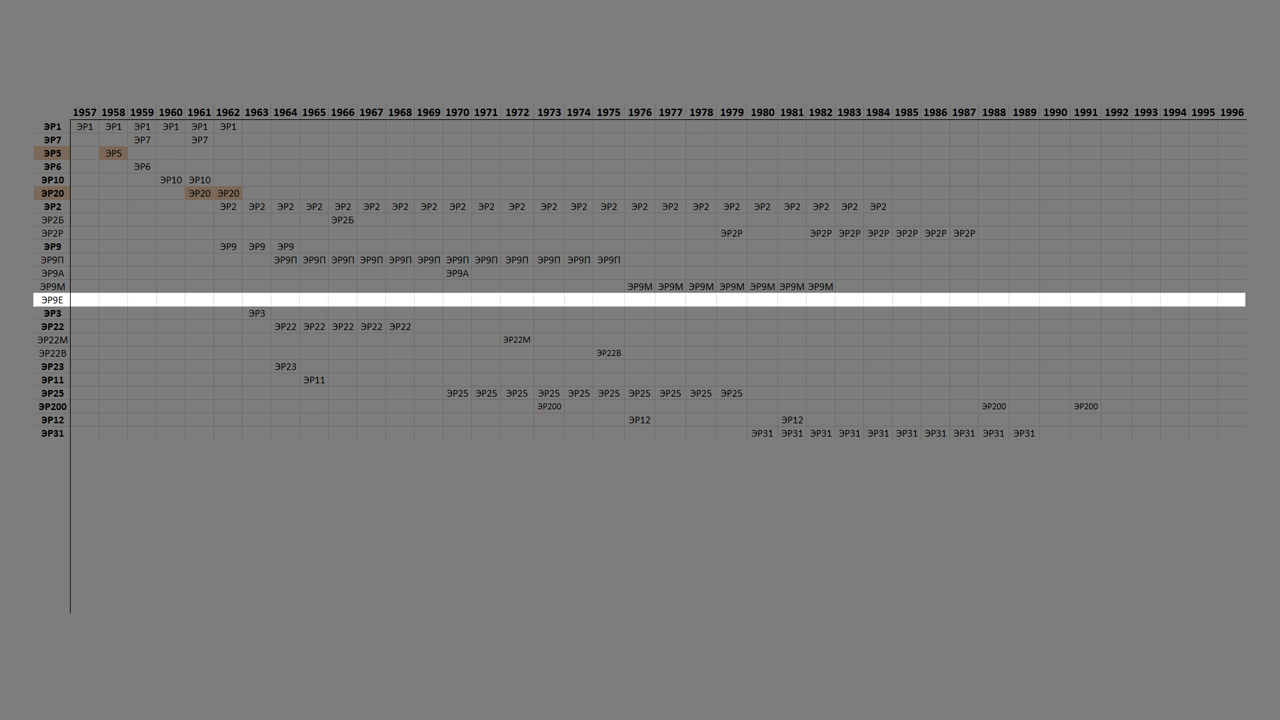 1957 1958 1959 1960 1961 1962 1963 1964 1965 1966 1967 1968 1969 1970 1971 1972 1973 1974 1975 1976 1977 1978 1979 1980 1981 1982 1983 1984 1985 1986 1987 1988 1989 1990 1991 1992 1993 1994 1995 1996
ЭР1 ЭР1 ЭР1 ЭР1 ЭР1 ЭР1 ЭР1
ЭР7 ЭР7 ЭР7
ЭР5 ЭР5
ЭР6 ЭР6
ЭР10 ЭР10 ЭР10
ЭР20 ЭР20 ЭР20
ЭР2 ЭР2 ЭР2 ЭР2 ЭР2 ЭР2 ЭР2 ЭР2 ЭР2 ЭР2 ЭР2 ЭР2 ЭР2 ЭР2 ЭР2 ЭР2 ЭР2 ЭР2 ЭР2 ЭР2 ЭР2 ЭР2 ЭР2 ЭР2
ЭР2Б ЭР2Б
ЭР2Р ЭР2Р ЭР2Р ЭР2Р ЭР2Р ЭР2Р ЭР2Р ЭР2Р
ЭР9 ЭР9 ЭР9 ЭР9
ЭР9П ЭР9П ЭР9П ЭР9П ЭР9П ЭР9П ЭР9П ЭР9П ЭР9П ЭР9П ЭР9П ЭР9П ЭР9П
ЭР9А ЭР9А
ЭР9М ЭР9М ЭР9М ЭР9М ЭР9М ЭР9М ЭР9М ЭР9М
ЭР9Е
ЭР3 ЭР3
ЭР22 ЭР22 ЭР22 ЭР22 ЭР22 ЭР22
ЭР22М ЭР22М
ЭР22В ЭР22В
ЭР23 ЭР23
ЭР11 ЭР11
ЭР25 ЭР25 ЭР25 ЭР25 ЭР25 ЭР25 ЭР25 ЭР25 ЭР25 ЭР25 ЭР25
ЭР200 ЭР200 ЭР200 ЭР200
ЭР12 ЭР12 ЭР12
ЭР31 ЭР31 ЭР31 ЭР31 ЭР31 ЭР31 ЭР31 ЭР31 ЭР31 ЭР31 ЭР31